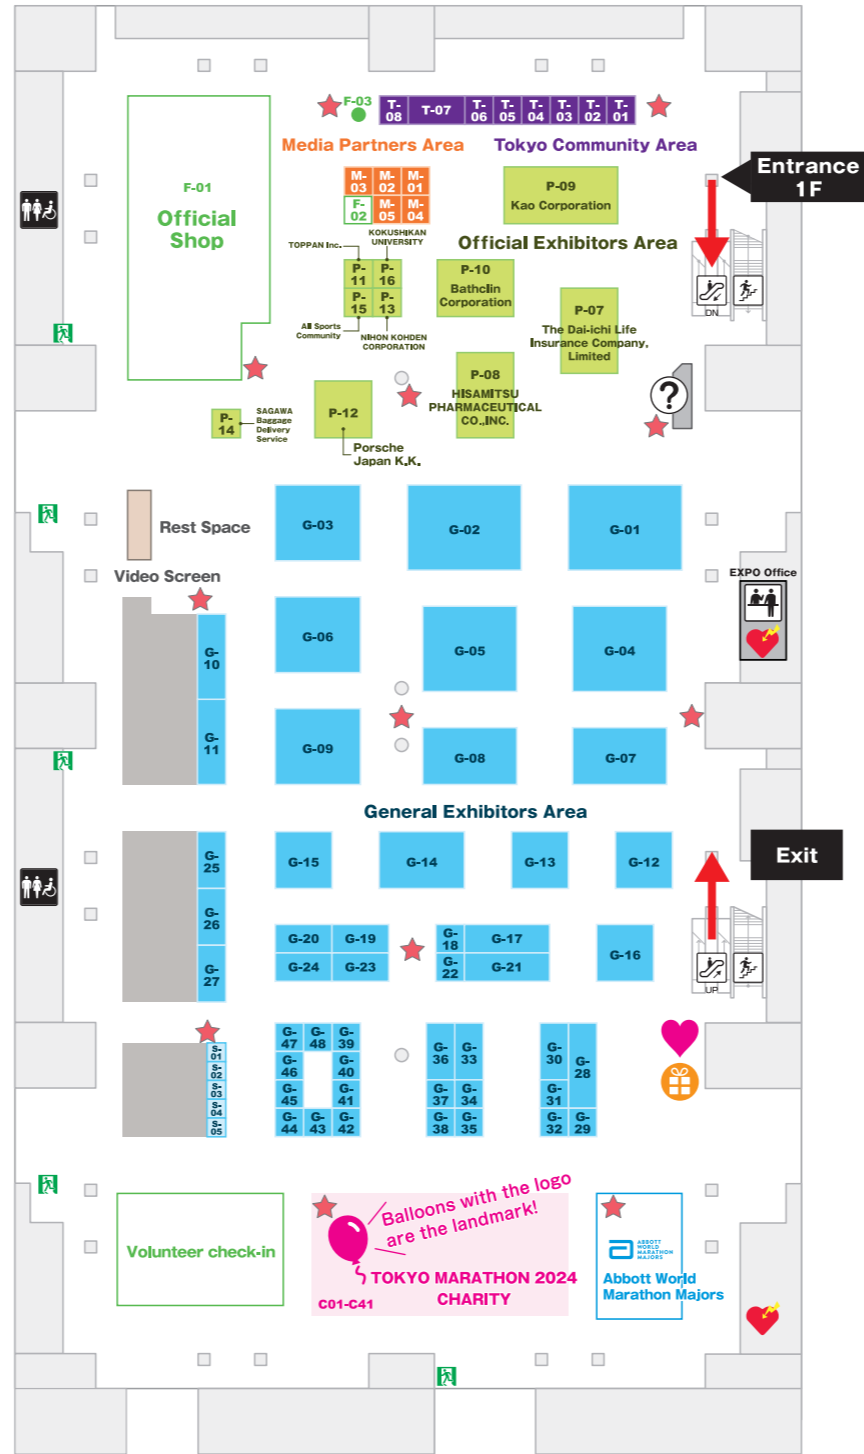 F-03
T-
08
T-07
T-
06
T-
05
T-
04
T-
03
T-
02
T-
01
Media Partners Area
Tokyo Community Area
Entrance
1F
F-01
Official
Shop
M-
03
M-
02
M-
01
F-
02
M-
05
M-
04
P-09
Kao Corporation
TOPPAN Inc.
KOKUSHIKAN
UNIVERSITY
Official Exhibitors Area
P-
11
P-
16
P-
15
P-
13
All Sports
Community
NIHON KOHDEN
CORPORATION
P-10
Bathclin
Corporation
P-07
The Dai-ichi Life
Insurance Company,
Limited
DN
P-08
HISAMITSU
PHARMACEUTICAL
CO.,INC.
?
P-
14
SAGAWA
Baggage
Delivery
Service
P-12
Porsche
Japan K.K.
Rest Space
G-03
G-02
G-01
Video Screen
EXPO Office
G-
10
G-06
G-05
G-04
G-
11
G-09
G-08
G-07
General Exhibitors Area
G-
25
G-15
G-14
G-13
G-12
Exit
G-
26
G-20
G-19
G-
18
G-17
G-16
G-
27
G-24
G-23
G-
22
G-21
UP
S-
01
S-
02
S-
03
S-
04
S-
05
G-
47
G-
48
G-
39
G-
46
G-
40
G-
45
G-
41
G-
44
G-
43
G-
42
G-
36
G-
33
G-
37
G-
34
G-
38
G-
35
G-
30
G-
28
G-
31
G-
32
G-
29
Volunteer check-in
Balloons with the logo
are the landmark!
TOKYO MARATHON 2024
CHARITY
C01-C41
ABBOTT
WORLD
MARATHON
MAJORS
Abbott World
Marathon Majors